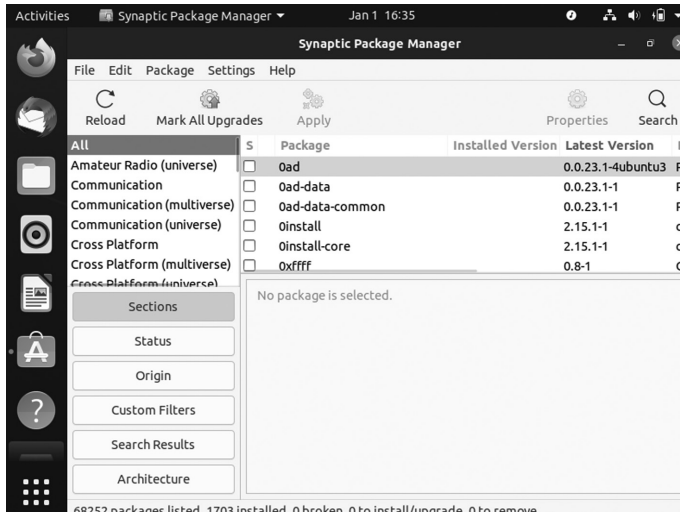 Activities Synaptic Package Manager Jan 1 16:35
Synaptic Package Manager
File Edit Package Settings Help
Reload Mark All Upgrades Apply Properties Search
All
Amateur Radio (universe)
Communication
Communication (multiverse)
Communication (universe)
Cross Platform
Cross Platform (multiverse)
Cross Platform (universe)
S Package Installed Version Latest Version
0ad 0.0.23.1-4ubuntu3
0ad-data 0.0.23.1-1
0ad-data-common 0.0.23.1-1
0install 2.15.1-1
0install-core 2.15.1-1
0xffff 0.8-1
Sections
Status
Origin
Custom Filters
Search Results
Architecture
No package is selected.
68252 packages listed, 1703 installed, 0 broken. 0 to install/upgrade, 0 to remove